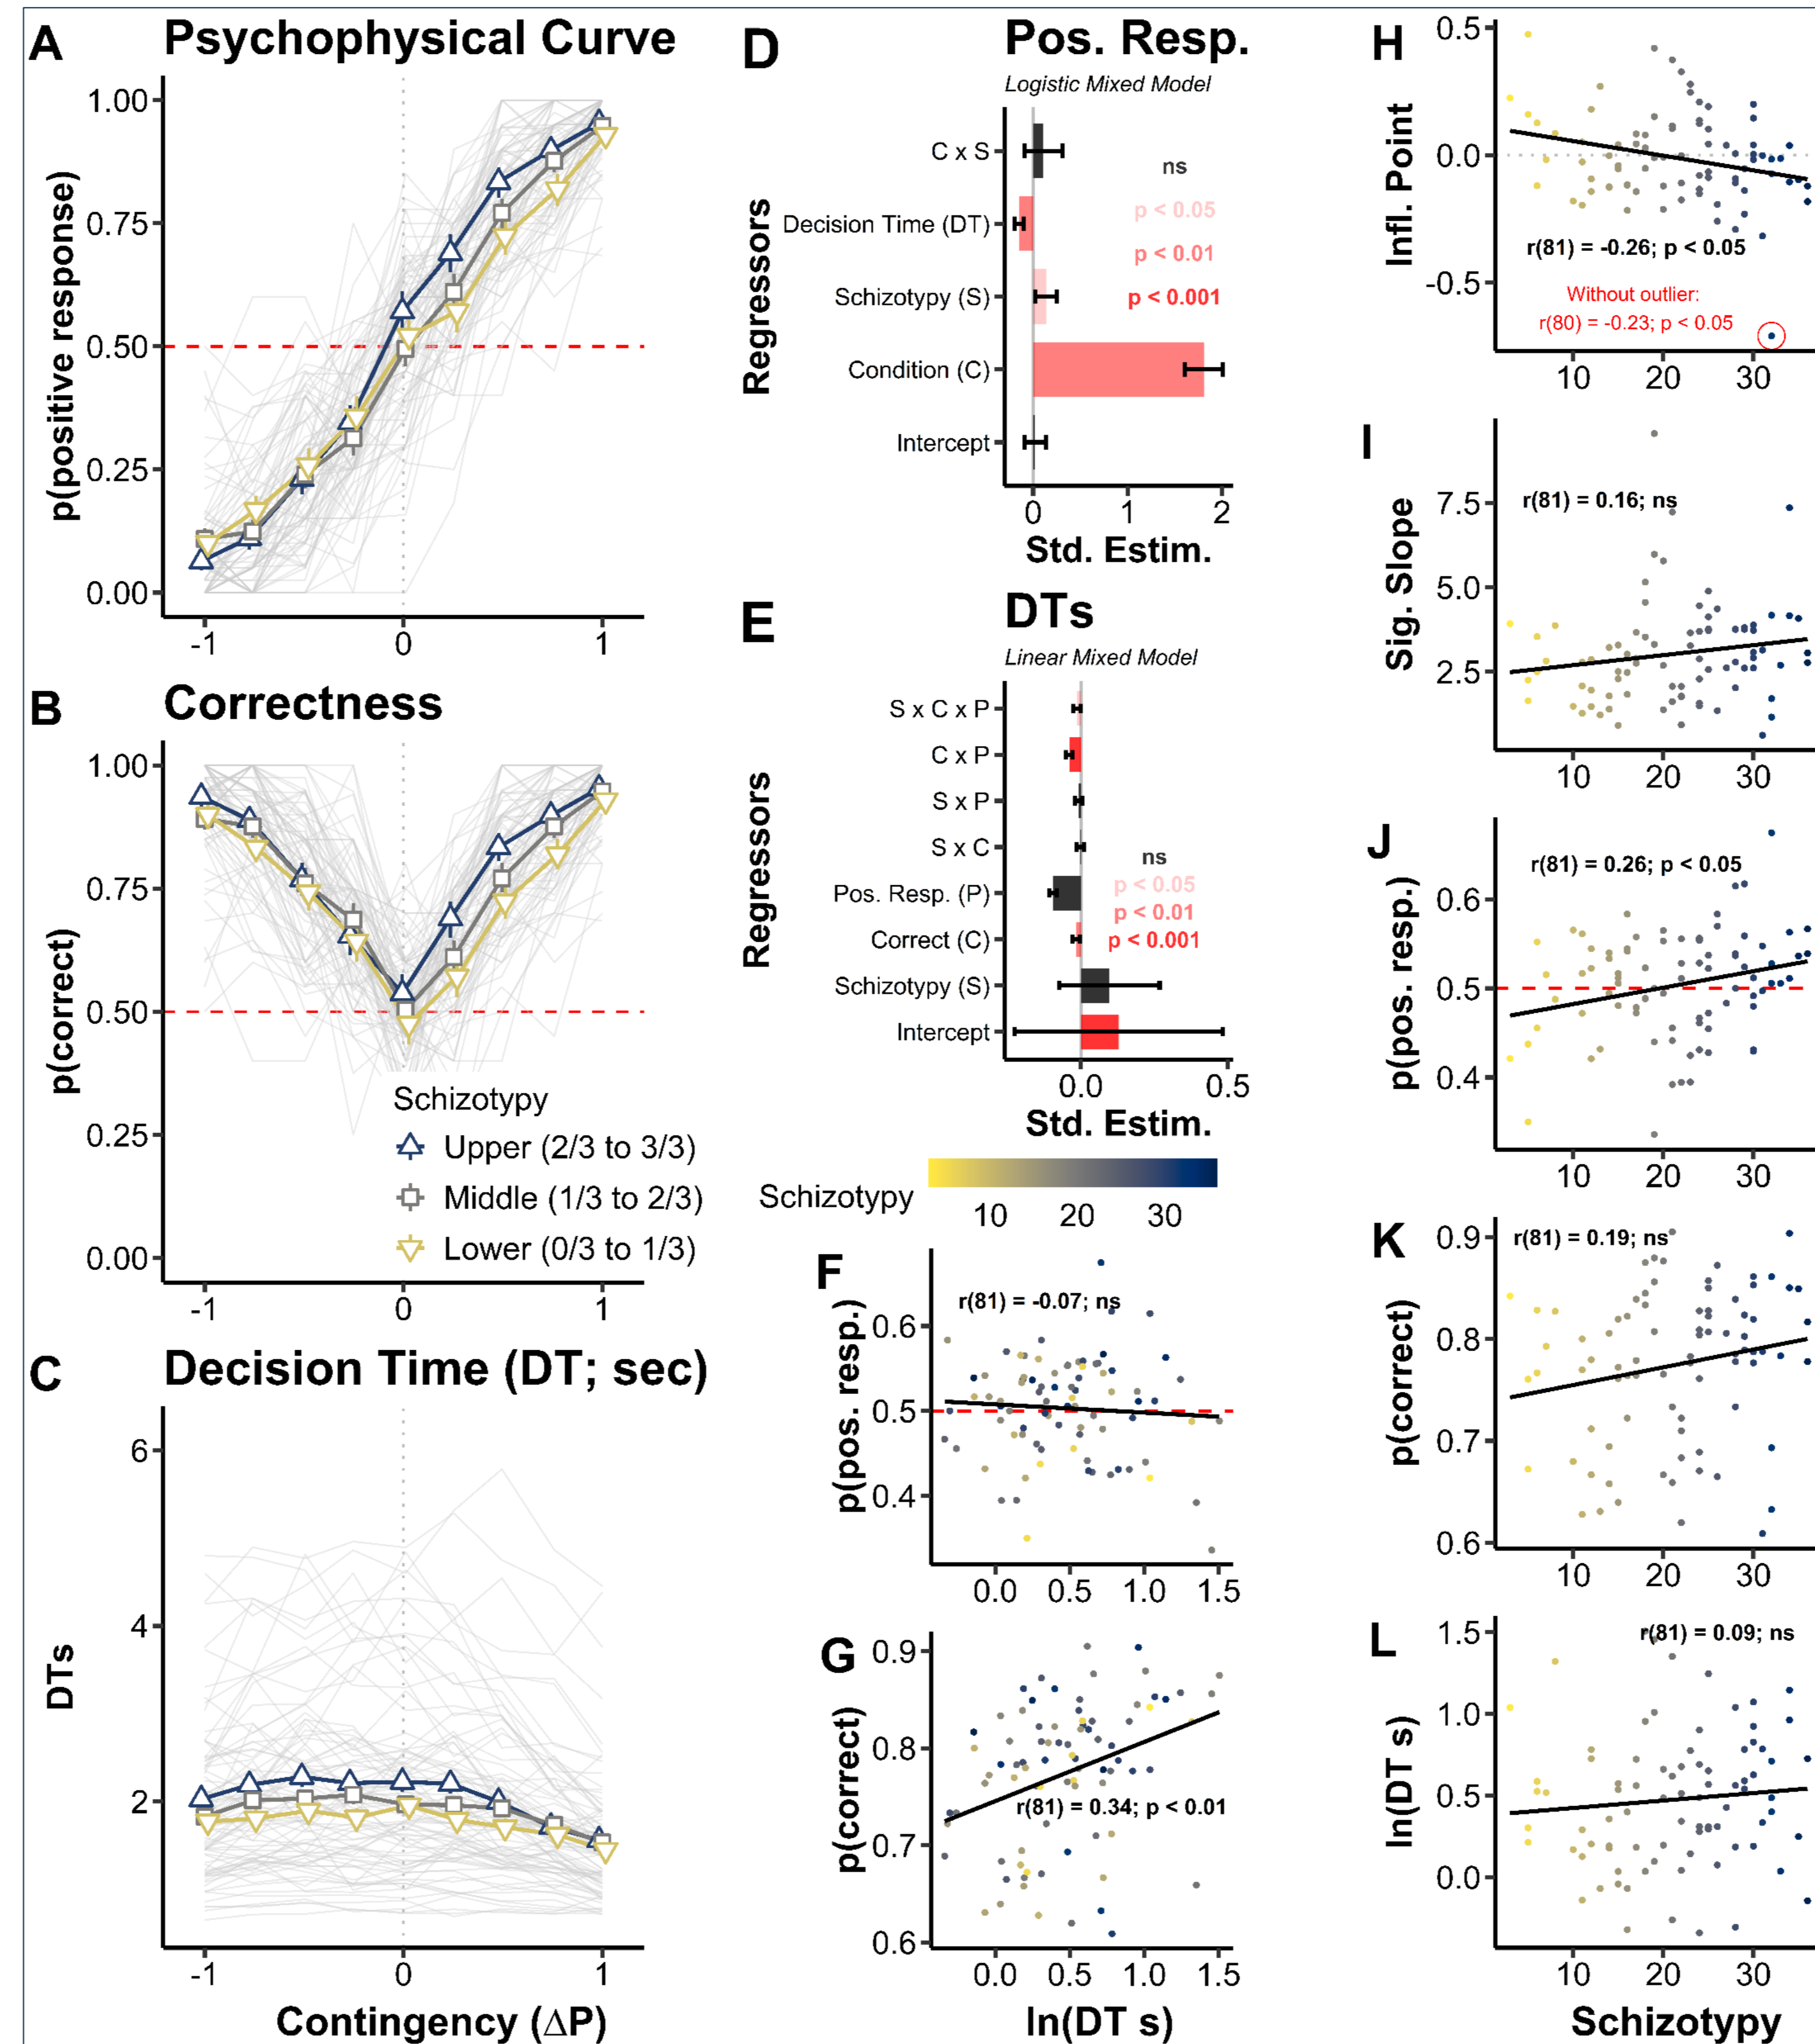 A
Psychophysical Curve
p(positive response)
1.00
0.75
0.50
0.25
0.00
-1
0
1
B
Correctness
p(correct)
1.00
0.75
0.50
0.25
0.00
Schizotypy
Upper (2/3 to 3/3)
Middle (1/3 to 2/3)
Lower (0/3 to 1/3)
-1
0
1
C
Decision Time (DT; sec)
DTs
6
4
2
-1
0
1
Contingency (ΔP)
D
Pos. Resp.
Logistic Mixed Model
Regressors
C x S
Decision Time (DT)
Schizotypy (S)
Condition (C)
Intercept
ns
p < 0.05
p < 0.01
p < 0.001
0
1
2
Std. Estim.
E
DTs
Linear Mixed Model
Regressors
S x C x P
C x P
S x P
S x C
Pos. Resp. (P)
Correct (C)
Schizotypy (S)
Intercept
ns
p < 0.05
p < 0.01
p < 0.001
0.0
0.5
Std. Estim.
Schizotypy
10
20
30
F
p(pos. resp.)
r(81) = -0.07; ns
0.6
0.5
0.4
0.0
0.5
1.0
1.5
G
p(correct)
0.9
0.8
0.7
0.6
r(81) = 0.34; p < 0.01
0.0
0.5
1.0
1.5
ln(DT s)
H
Infl. Point
0.5
0.0
-0.5
r(81) = -0.26; p < 0.05
Without outlier:
r(80) = -0.23; p < 0.05
10
20
30
I
Sig. Slope
7.5
5.0
2.5
r(81) = 0.16; ns
10
20
30
J
p(pos. resp.)
r(81) = 0.26; p < 0.05
0.6
0.5
0.4
10
20
30
K
p(correct)
r(81) = 0.19; ns
0.9
0.8
0.7
0.6
10
20
30
L
ln(DT s)
r(81) = 0.09; ns
1.5
1.0
0.5
0.0
10
20
30
Schizotypy